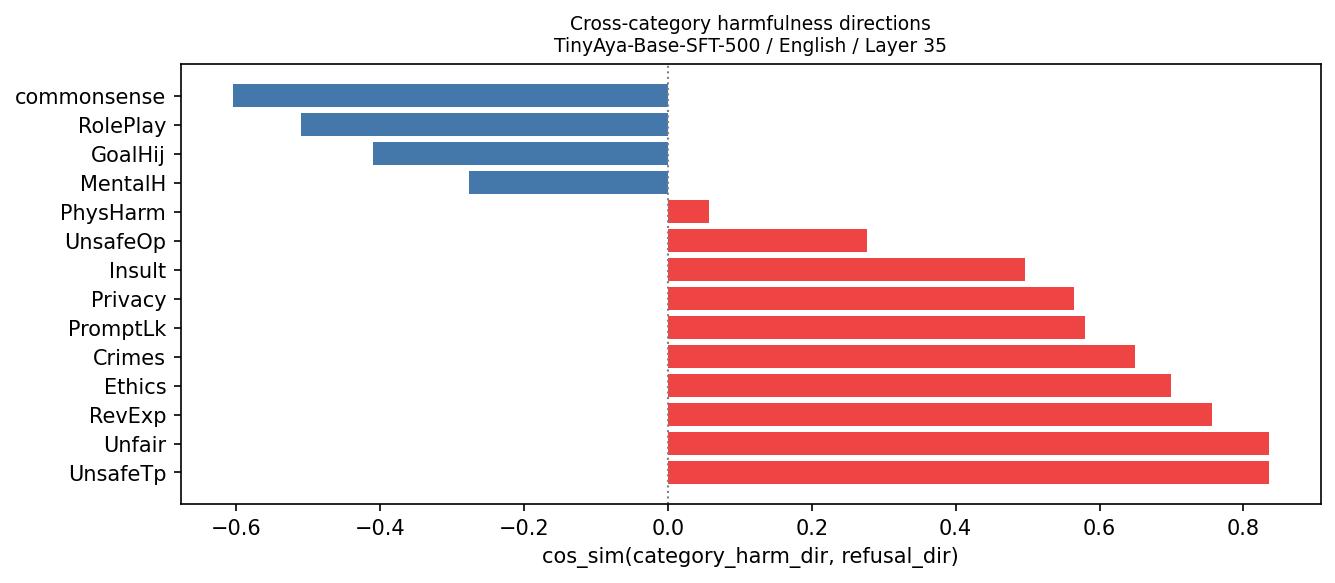 Cross-category harmfulness directions
TinyAya-Base-SFT-500 / English / Layer 35
commonsense
RolePlay
GoalHij
MentalH
PhysHarm
UnsafeOp
Insult
Privacy
PromptLk
Crimes
Ethics
RevExp
Unfair
UnsafeTp
−0.6 −0.4 −0.2 0.0 0.2 0.4 0.6 0.8
cos_sim(category_harm_dir, refusal_dir)